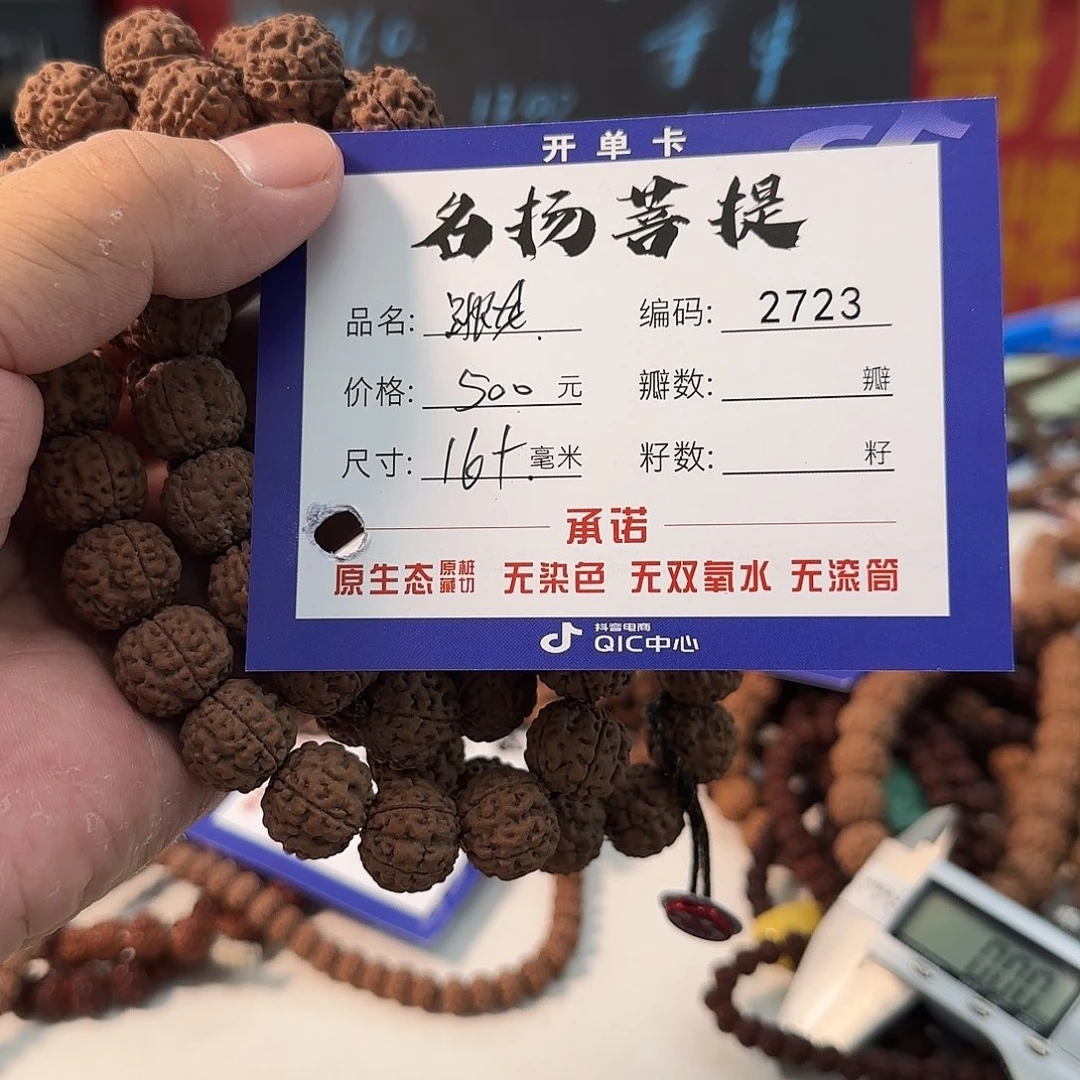 开单卡
名扬菩提
品名: 编码: 2723
价格: 500 元 瓣数: 瓣
尺寸: 16+. 毫米 籽数: 籽
承诺
原生态 原桩藏切 无染色 无双氧水 无滚筒
抖音电商
QIC中心
000